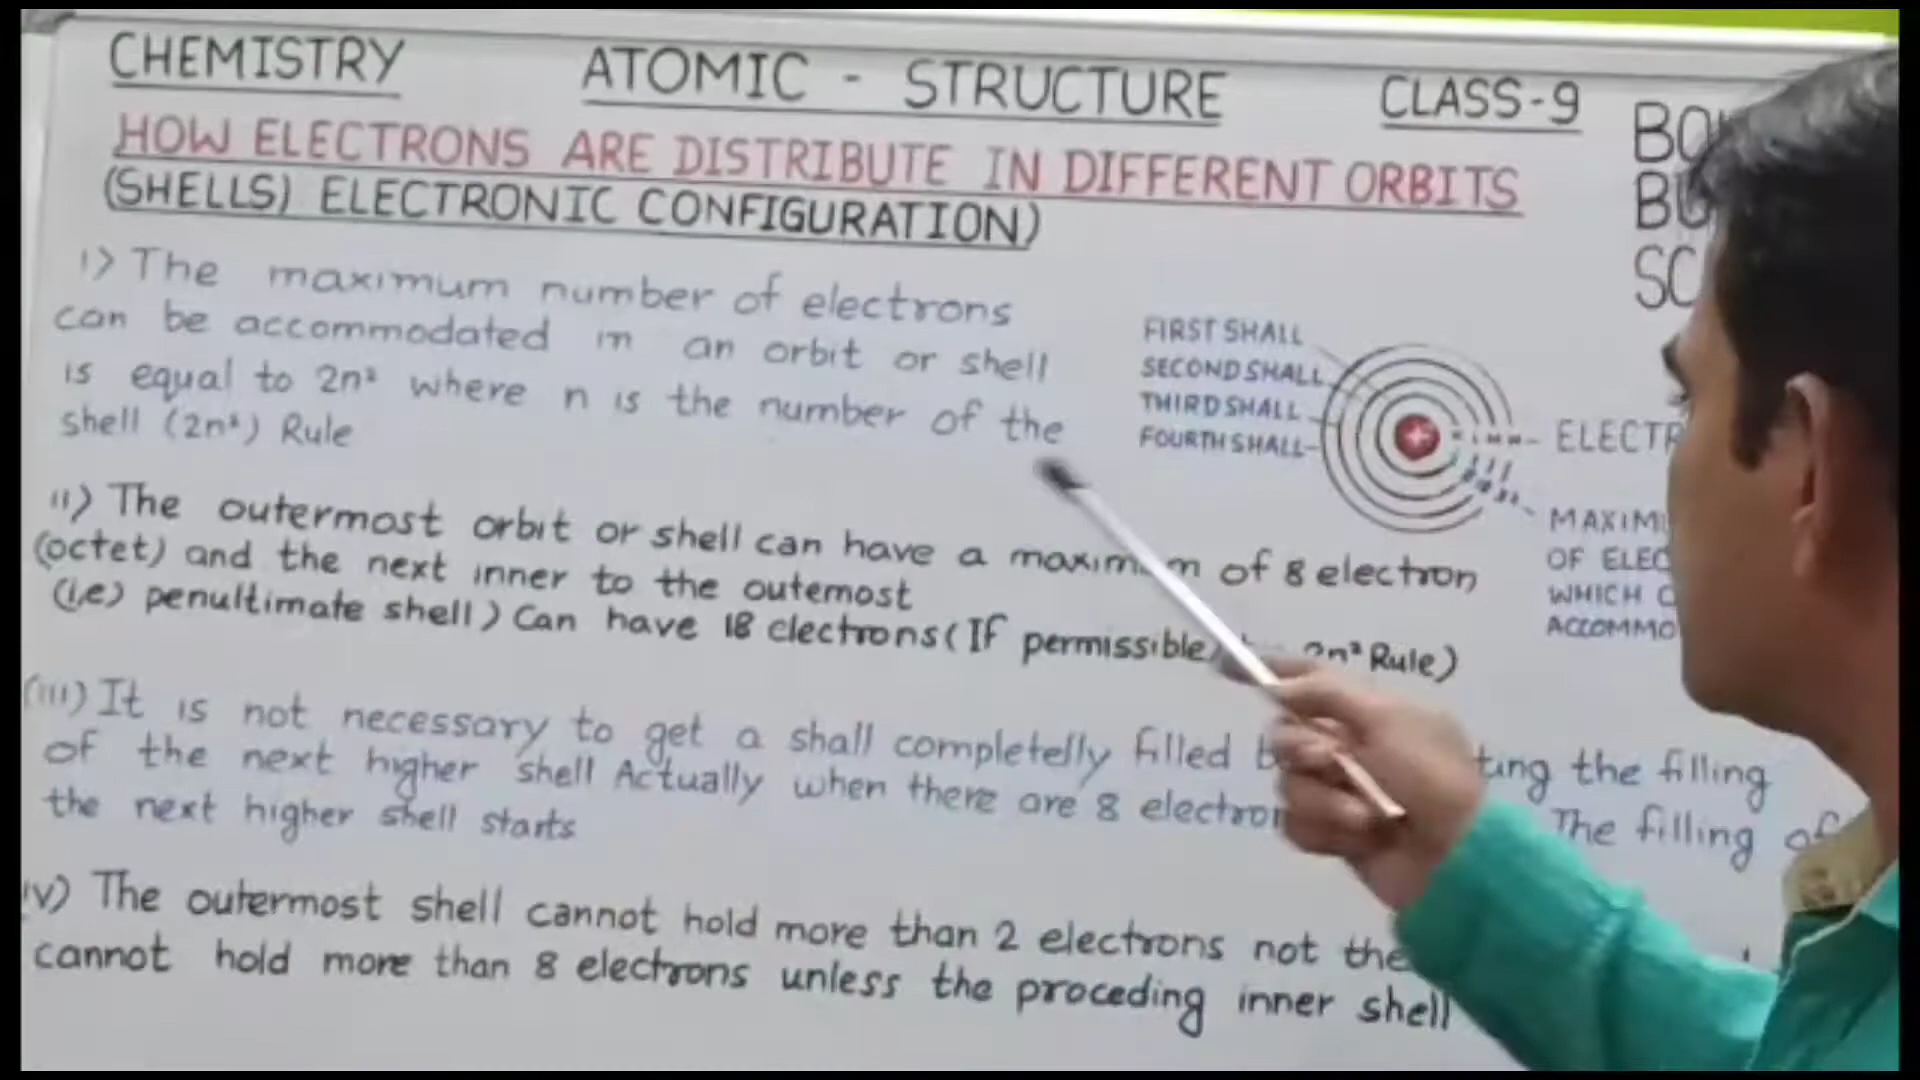 CHEMISTRY ATOMIC - STRUCTURE CLASS-9
HOW ELECTRONS ARE DISTRIBUTE IN DIFFERENT ORBITS
(SHELLS) ELECTRONIC CONFIGURATION)
i) The maximum number of electrons
can be accommodated in an orbit or shell
is equal to 2n² where n is the number of the
shell (2n²) Rule
FIRST SHALL
SECOND SHALL
THIRD SHALL
FOURTH SHALL
+
ii) The outermost orbit or shell can have a maximum of 8 electron
(octet) and the next inner to the outemost
(i.e) penultimate shell) Can have 18 clectrons (If permissible 2n² Rule)
OF
WHICH
(iii) It is not necessary to get a shall completelly filled the filling
of the next higher shell Actually when there are 8 electron The filling of
the next higher shell starts
iv) The outermost shell cannot hold more than 2 electrons not the
cannot hold more than 8 electrons unless the proceding inner shell